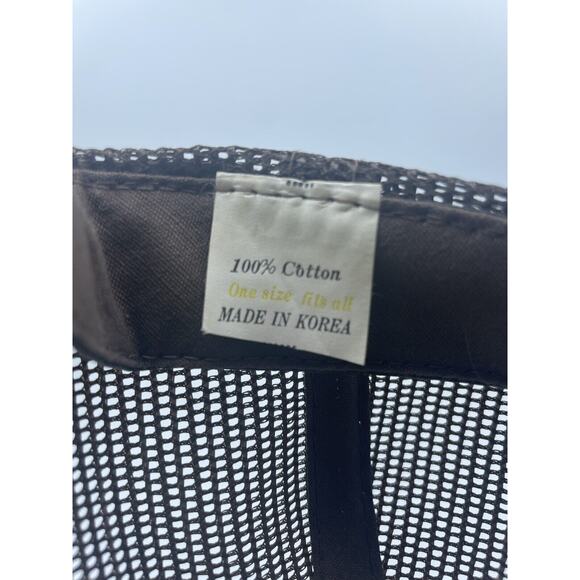 100% Cotton
One size fits all
MADE IN KOREA